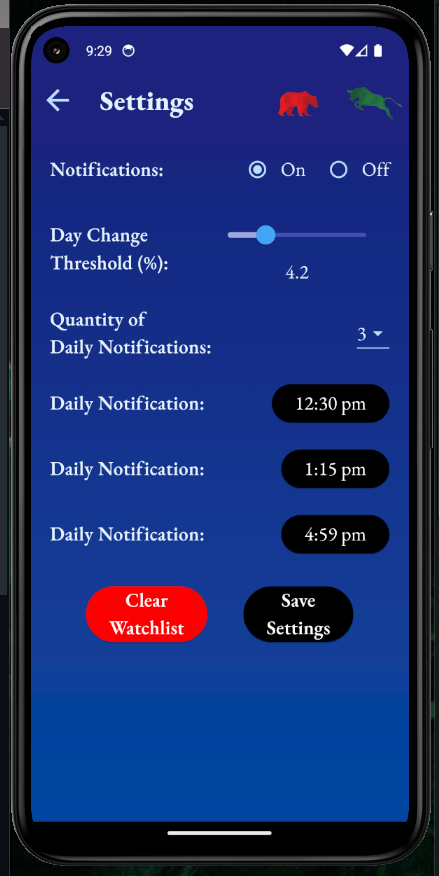 9:29
Settings
Notifications: On Off
Day Change
Threshold (%):
4.2
Quantity of
Daily Notifications:
3
Daily Notification: 12:30 pm
Daily Notification: 1:15 pm
Daily Notification: 4:59 pm
Clear
Watchlist
Save
Settings